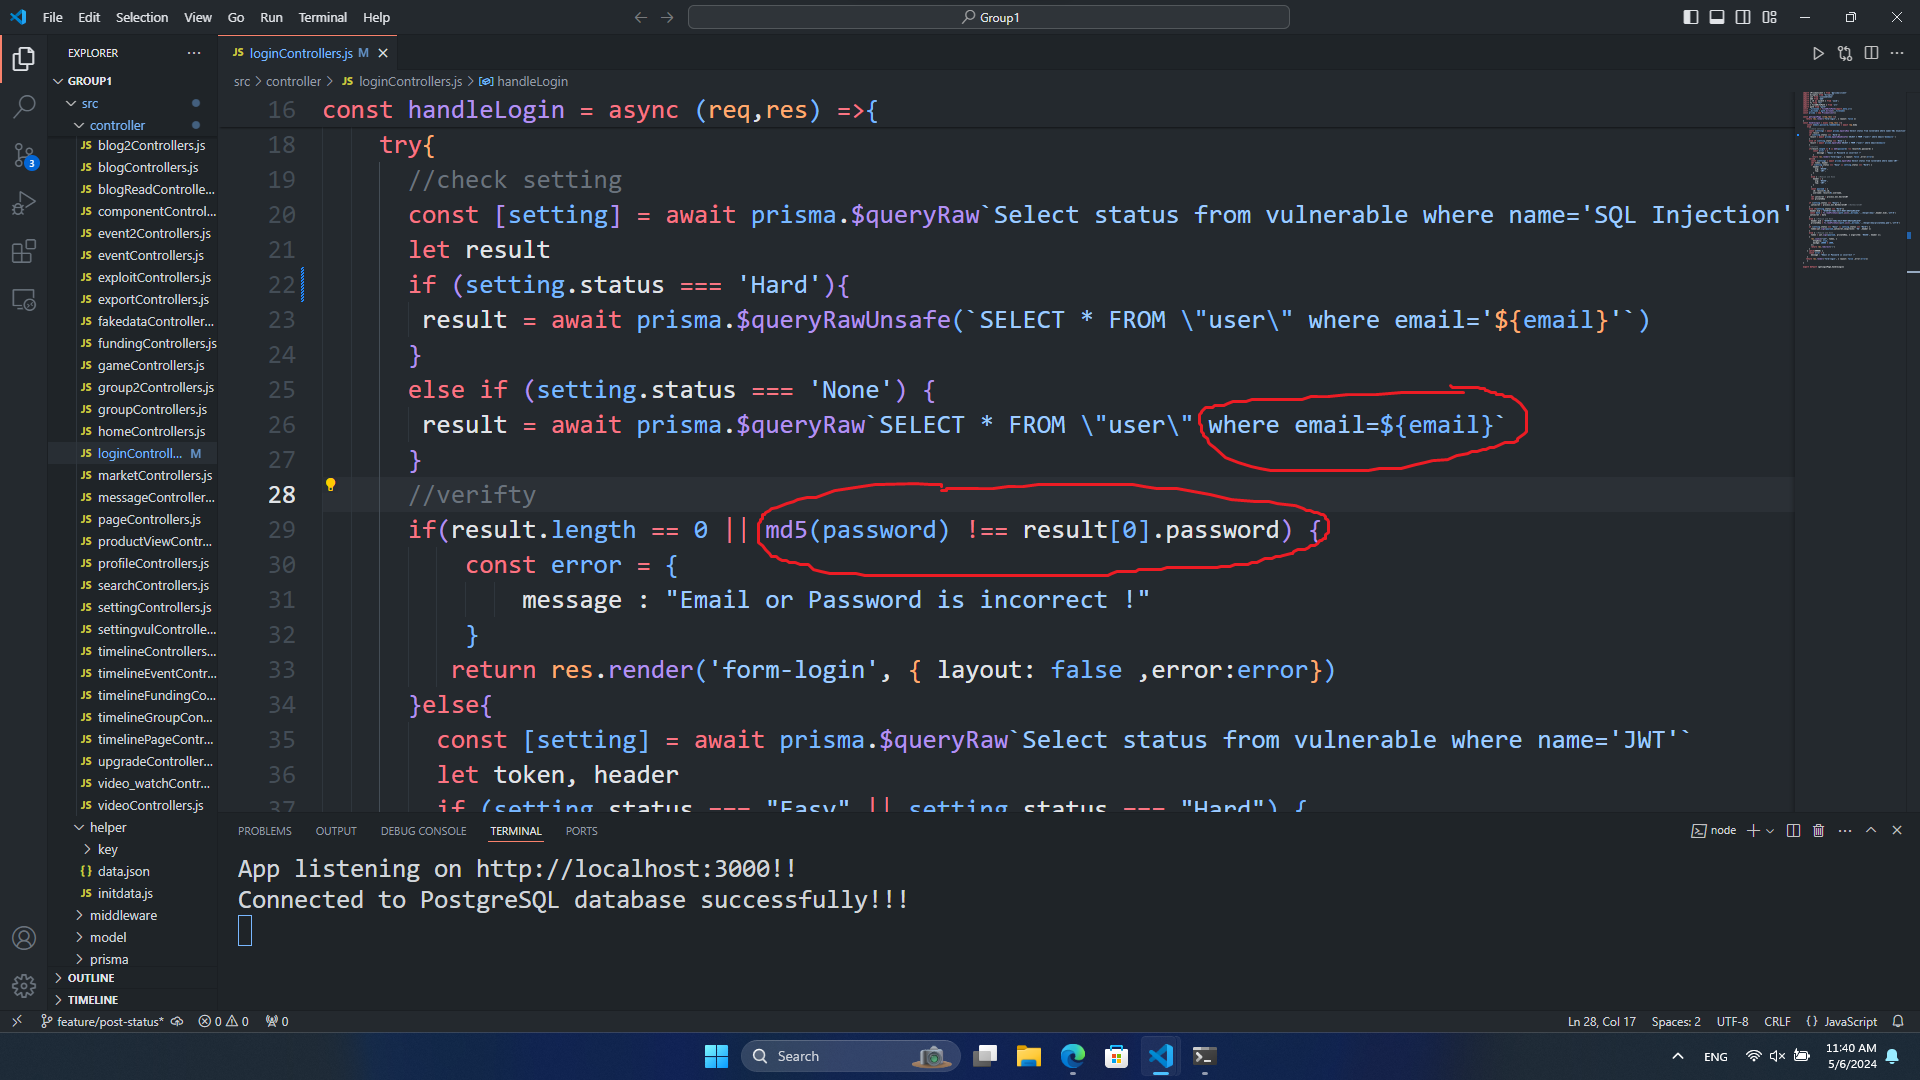 File Edit Selection View Go Run Terminal Help
Group1
EXPLORER
GROUP1
src
controller
blog2Controllers.js
blogControllers.js
blogReadControlle...
componentControl...
event2Controllers.js
eventControllers.js
exploitControllers.js
exportControllers.js
fakedataController...
fundingControllers.js
gameControllers.js
group2Controllers.js
groupControllers.js
homeControllers.js
loginControll... M
marketControllers.js
messageController...
pageControllers.js
productViewContr...
profileControllers.js
searchControllers.js
settingControllers.js
settingvulControlle...
timelineControllers...
timelineEventContr...
timelineFundingCo...
timelineGroupCon...
timelinePageContr...
upgradeController...
video_watchContr...
videoControllers.js
helper
key
data.json
initdata.js
middleware
model
prisma
OUTLINE
TIMELINE
3
JS loginControllers.js M
src > controller > JS loginControllers.js > handleLogin
16 const handleLogin = async (req,res) =>{
18 try{
19 //check setting
20 const [setting] = await prisma.$queryRaw`Select status from vulnerable where name='SQL Injection'
21 let result
22 if (setting.status === 'Hard'){
23 result = await prisma.$queryRawUnsafe(`SELECT * FROM \"user\" where email='${email}'`)
24 }
25 else if (setting.status === 'None') {
26 result = await prisma.$queryRaw`SELECT * FROM \"user\" where email=${email}`
27 }
28 //verifty
29 if(result.length == 0 || md5(password) !== result[0].password) {
30 const error = {
31 message : "Email or Password is incorrect !"
32 }
33 return res.render('form-login', { layout: false ,error:error})
34 }else{
35 const [setting] = await prisma.$queryRaw`Select status from vulnerable where name='JWT'`
36 let token, header
37 if (setting.status === "Easy" || setting.status === "Hard") {
PROBLEMS OUTPUT DEBUG CONSOLE TERMINAL PORTS
node
App listening on http://localhost:3000!!
Connected to PostgreSQL database successfully!!!
feature/post-status* 0 0 0
Ln 28, Col 17 Spaces: 2 UTF-8 CRLF {} JavaScript
Search
ENG
11:40 AM
5/6/2024